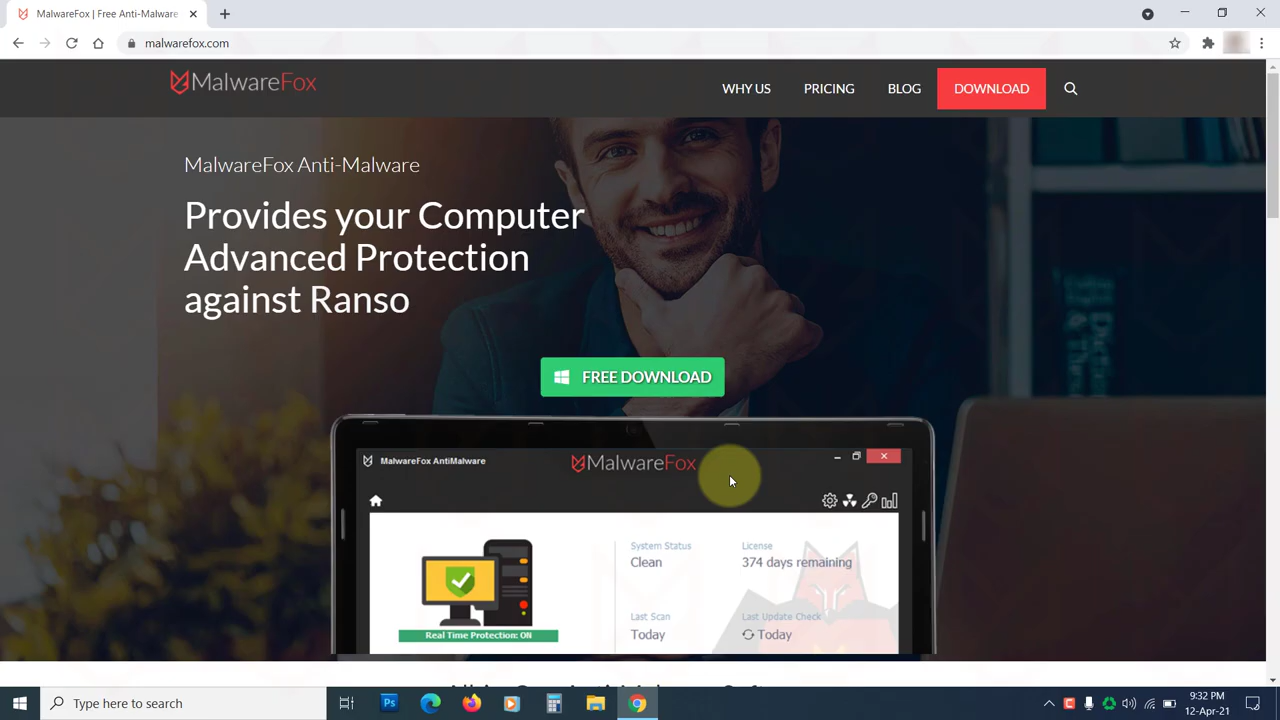 MalwareFox | Free Anti-Malware
malwarefox.com
MalwareFox
WHY US
PRICING
BLOG
DOWNLOAD
MalwareFox Anti-Malware
Provides your Computer
Advanced Protection
against Ranso
FREE DOWNLOAD
MalwareFox AntiMalware
MalwareFox
System Status
License
Clean
374 days remaining
Last Scan
Last Update Check
Today
Today
Real Time Protection: ON
Type here to search
Ps
9:32 PM
12-Apr-21